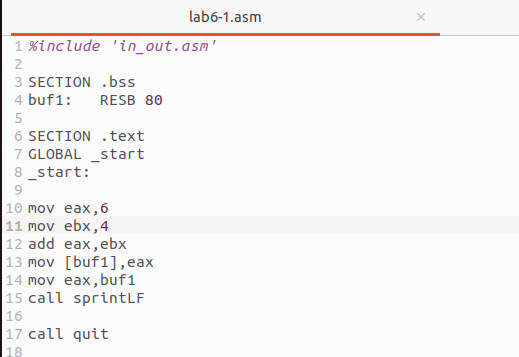 lab6-1.asm ×
1 %include 'in_out.asm'
2
3 SECTION .bss
4 buf1:   RESB 80
5
6 SECTION .text
7 GLOBAL _start
8 _start:
9
10 mov eax,6
11 mov ebx,4
12 add eax,ebx
13 mov [buf1],eax
14 mov eax,buf1
15 call sprintLF
16
17 call quit
18